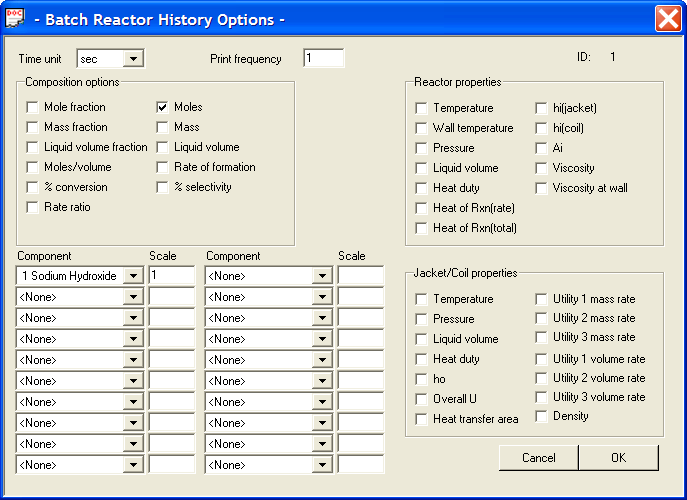 - Batch Reactor History Options -
Time unit sec Print frequency 1 ID: 1
Composition options
Mole fraction Moles
Mass fraction Mass
Liquid volume fraction Liquid volume
Moles/volume Rate of formation
% conversion % selectivity
Rate ratio
Reactor properties
Temperature hi(jacket)
Wall temperature hi(coil)
Pressure Ai
Liquid volume Viscosity
Heat duty Viscosity at wall
Heat of Rxn(rate)
Heat of Rxn(total)
Component Scale Component Scale
1 Sodium Hydroxide 1 <None>
<None> <None>
<None> <None>
<None> <None>
<None> <None>
<None> <None>
<None> <None>
<None> <None>
<None> <None>
<None> <None>
Jacket/Coil properties
Temperature Utility 1 mass rate
Pressure Utility 2 mass rate
Liquid volume Utility 3 mass rate
Heat duty Utility 1 volume rate
ho Utility 2 volume rate
Overall U Utility 3 volume rate
Heat transfer area Density
Cancel OK